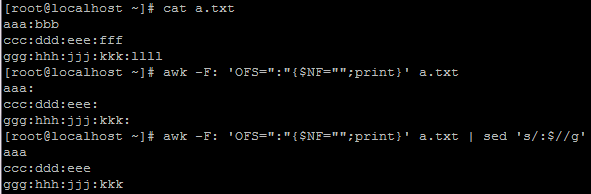 [root@localhost ~]# cat a.txt
aaa:bbb
ccc:ddd:eee:fff
ggg:hhh:jjj:kkk:llll
[root@localhost ~]# awk -F: 'OFS=":"{$NF="";print}' a.txt
aaa:
ccc:ddd:eee:
ggg:hhh:jjj:kkk:
[root@localhost ~]# awk -F: 'OFS=":"{$NF="";print}' a.txt | sed 's/:$//g'
aaa
ccc:ddd:eee
ggg:hhh:jjj:kkk